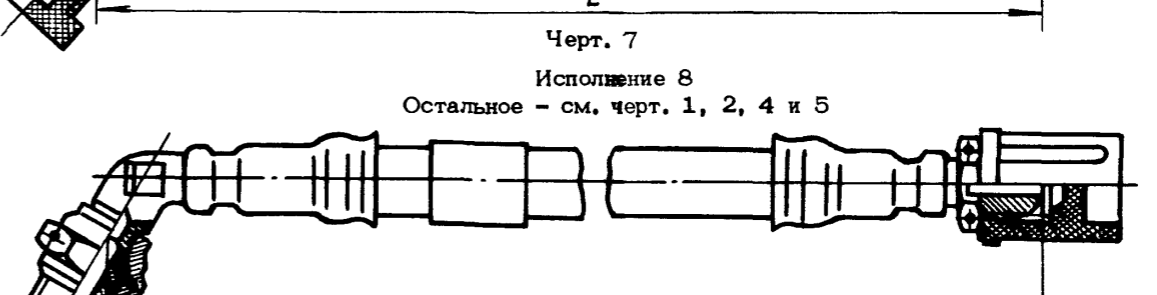 L
Черт. 7
Исполнение 8
Остальное - см. черт. 1, 2, 4 и 5